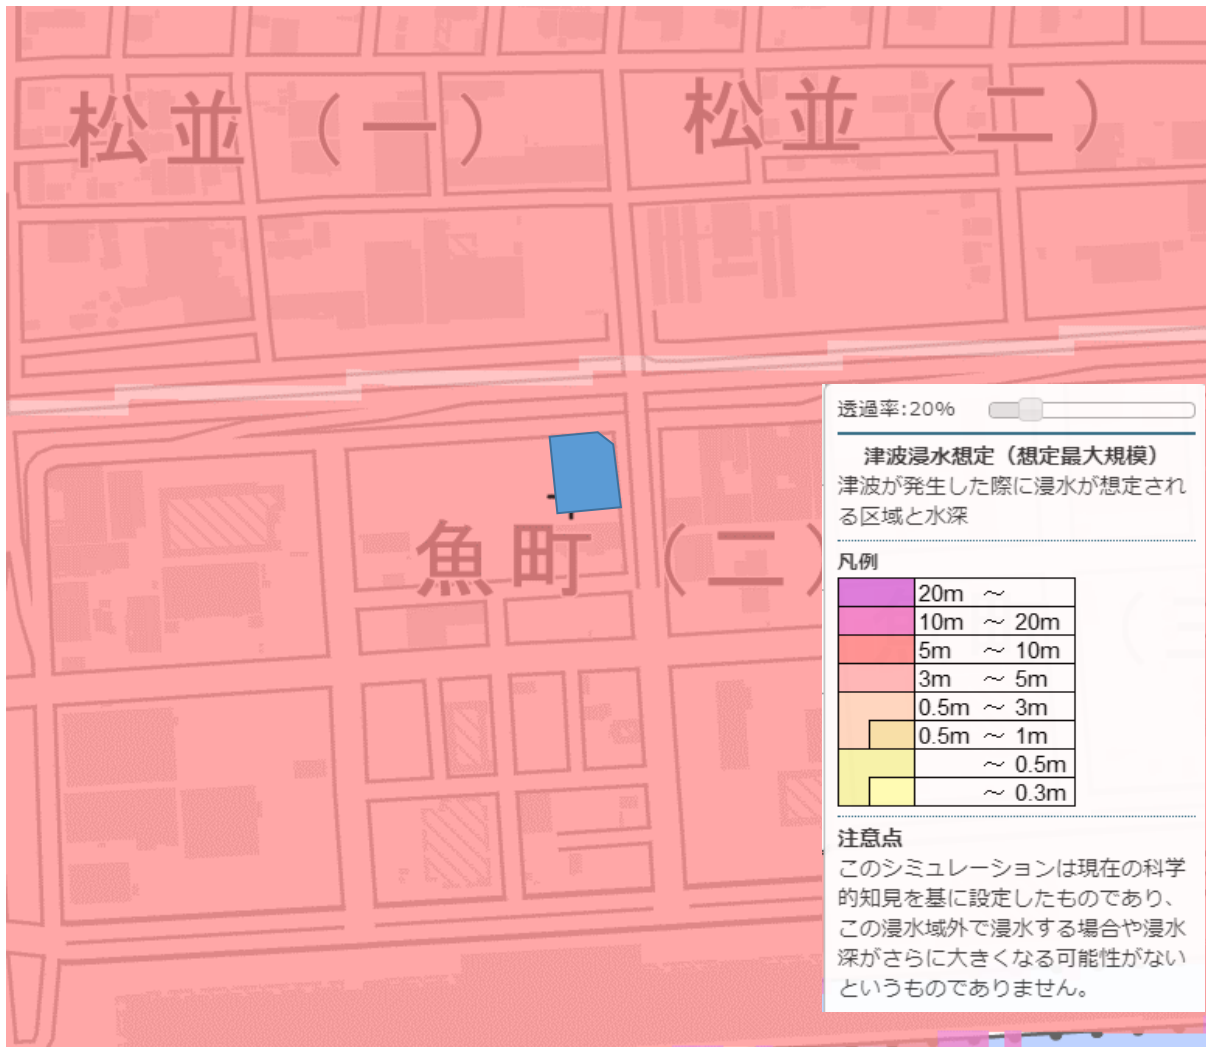 松並（一）
松並（二）
魚町（二）
透過率:20%
津波浸水想定（想定最大規模）
津波が発生した際に浸水が想定され
る区域と水深
凡例
20m ～
10m ～ 20m
5m ～ 10m
3m ～ 5m
0.5m ～ 3m
0.5m ～ 1m
～ 0.5m
～ 0.3m
注意点
このシミュレーションは現在の科学
的知見を基に設定したものであり、
この浸水域外で浸水する場合や浸水
深がさらに大きくなる可能性がない
というものでありません。